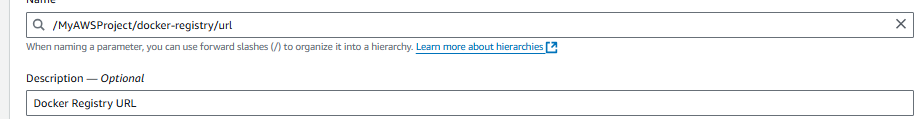 Name
/MyAWSProject/docker-registry/url
When naming a parameter, you can use forward slashes (/) to organize it into a hierarchy. Learn more about hierarchies
Description — Optional
Docker Registry URL